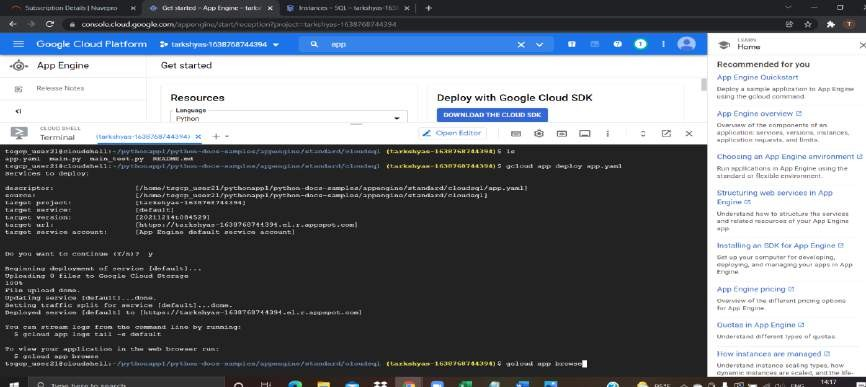 Subscription Details | Nuvepro
Get started – App Engine – tarks
Instances – SQL – tarkshyas-163
console.cloud.google.com/appengine/start/reception?project=tarkshyas-1638768744394
Google Cloud Platform
tarkshyas-1638768744394
app
LEARN
Home
App Engine
Get started
Release Notes
Resources
Language
Python
Deploy with Google Cloud SDK
DOWNLOAD THE CLOUD SDK
CLOUD SHELL
Terminal
(tarkshyas-1638768744394)
Open Editor
tsgcp_user21@cloudshell:~/pythonappl/python-docs-samples/appengine/standard/cloudsql (tarkshyas-1638768744394)$ ls
app.yaml main.py main_test.py README.md
tsgcp_user21@cloudshell:~/pythonappl/python-docs-samples/appengine/standard/cloudsql (tarkshyas-1638768744394)$ gcloud app deploy app.yaml
Services to deploy:
descriptor: [/home/tsgcp_user21/pythonappl/python-docs-samples/appengine/standard/cloudsql/app.yaml]
source: [/home/tsgcp_user21/pythonappl/python-docs-samples/appengine/standard/cloudsql]
target project: [tarkshyas-1638768744394]
target service: [default]
target version: [20211214t084529]
target url: [https://tarkshyas-1638768744394.el.r.appspot.com]
target service account: [App Engine default service account]
Do you want to continue (Y/n)? y
Beginning deployment of service [default]...
Uploading 0 files to Google Cloud Storage
100%
File upload done.
Updating service [default]...done.
Setting traffic split for service [default]...done.
Deployed service [default] to [https://tarkshyas-1638768744394.el.r.appspot.com]
You can stream logs from the command line by running:
$ gcloud app logs tail -s default
To view your application in the web browser run:
$ gcloud app browse
tsgcp_user21@cloudshell:~/pythonappl/python-docs-samples/appengine/standard/cloudsql (tarkshyas-1638768744394)$ gcloud app browse
Recommended for you
App Engine Quickstart
Deploy a sample application to App Engine
using the gcloud command.
App Engine overview
Overview of the components of an
application: services, versions, instances,
application requests, and limits.
Choosing an App Engine environment
Run applications in App Engine using the
standard or flexible environment.
Structuring web services in App
Engine
Understand how to structure the services
and related resources of your App Engine
app.
Installing an SDK for App Engine
Set up your computer for developing,
deploying, and managing your apps in App
Engine.
App Engine pricing
Overview of the different pricing options
for App Engine.
Quotas in App Engine
Understand different types of quotas.
How instances are managed
Understand instance scaling types, how
Type here to search
14:17